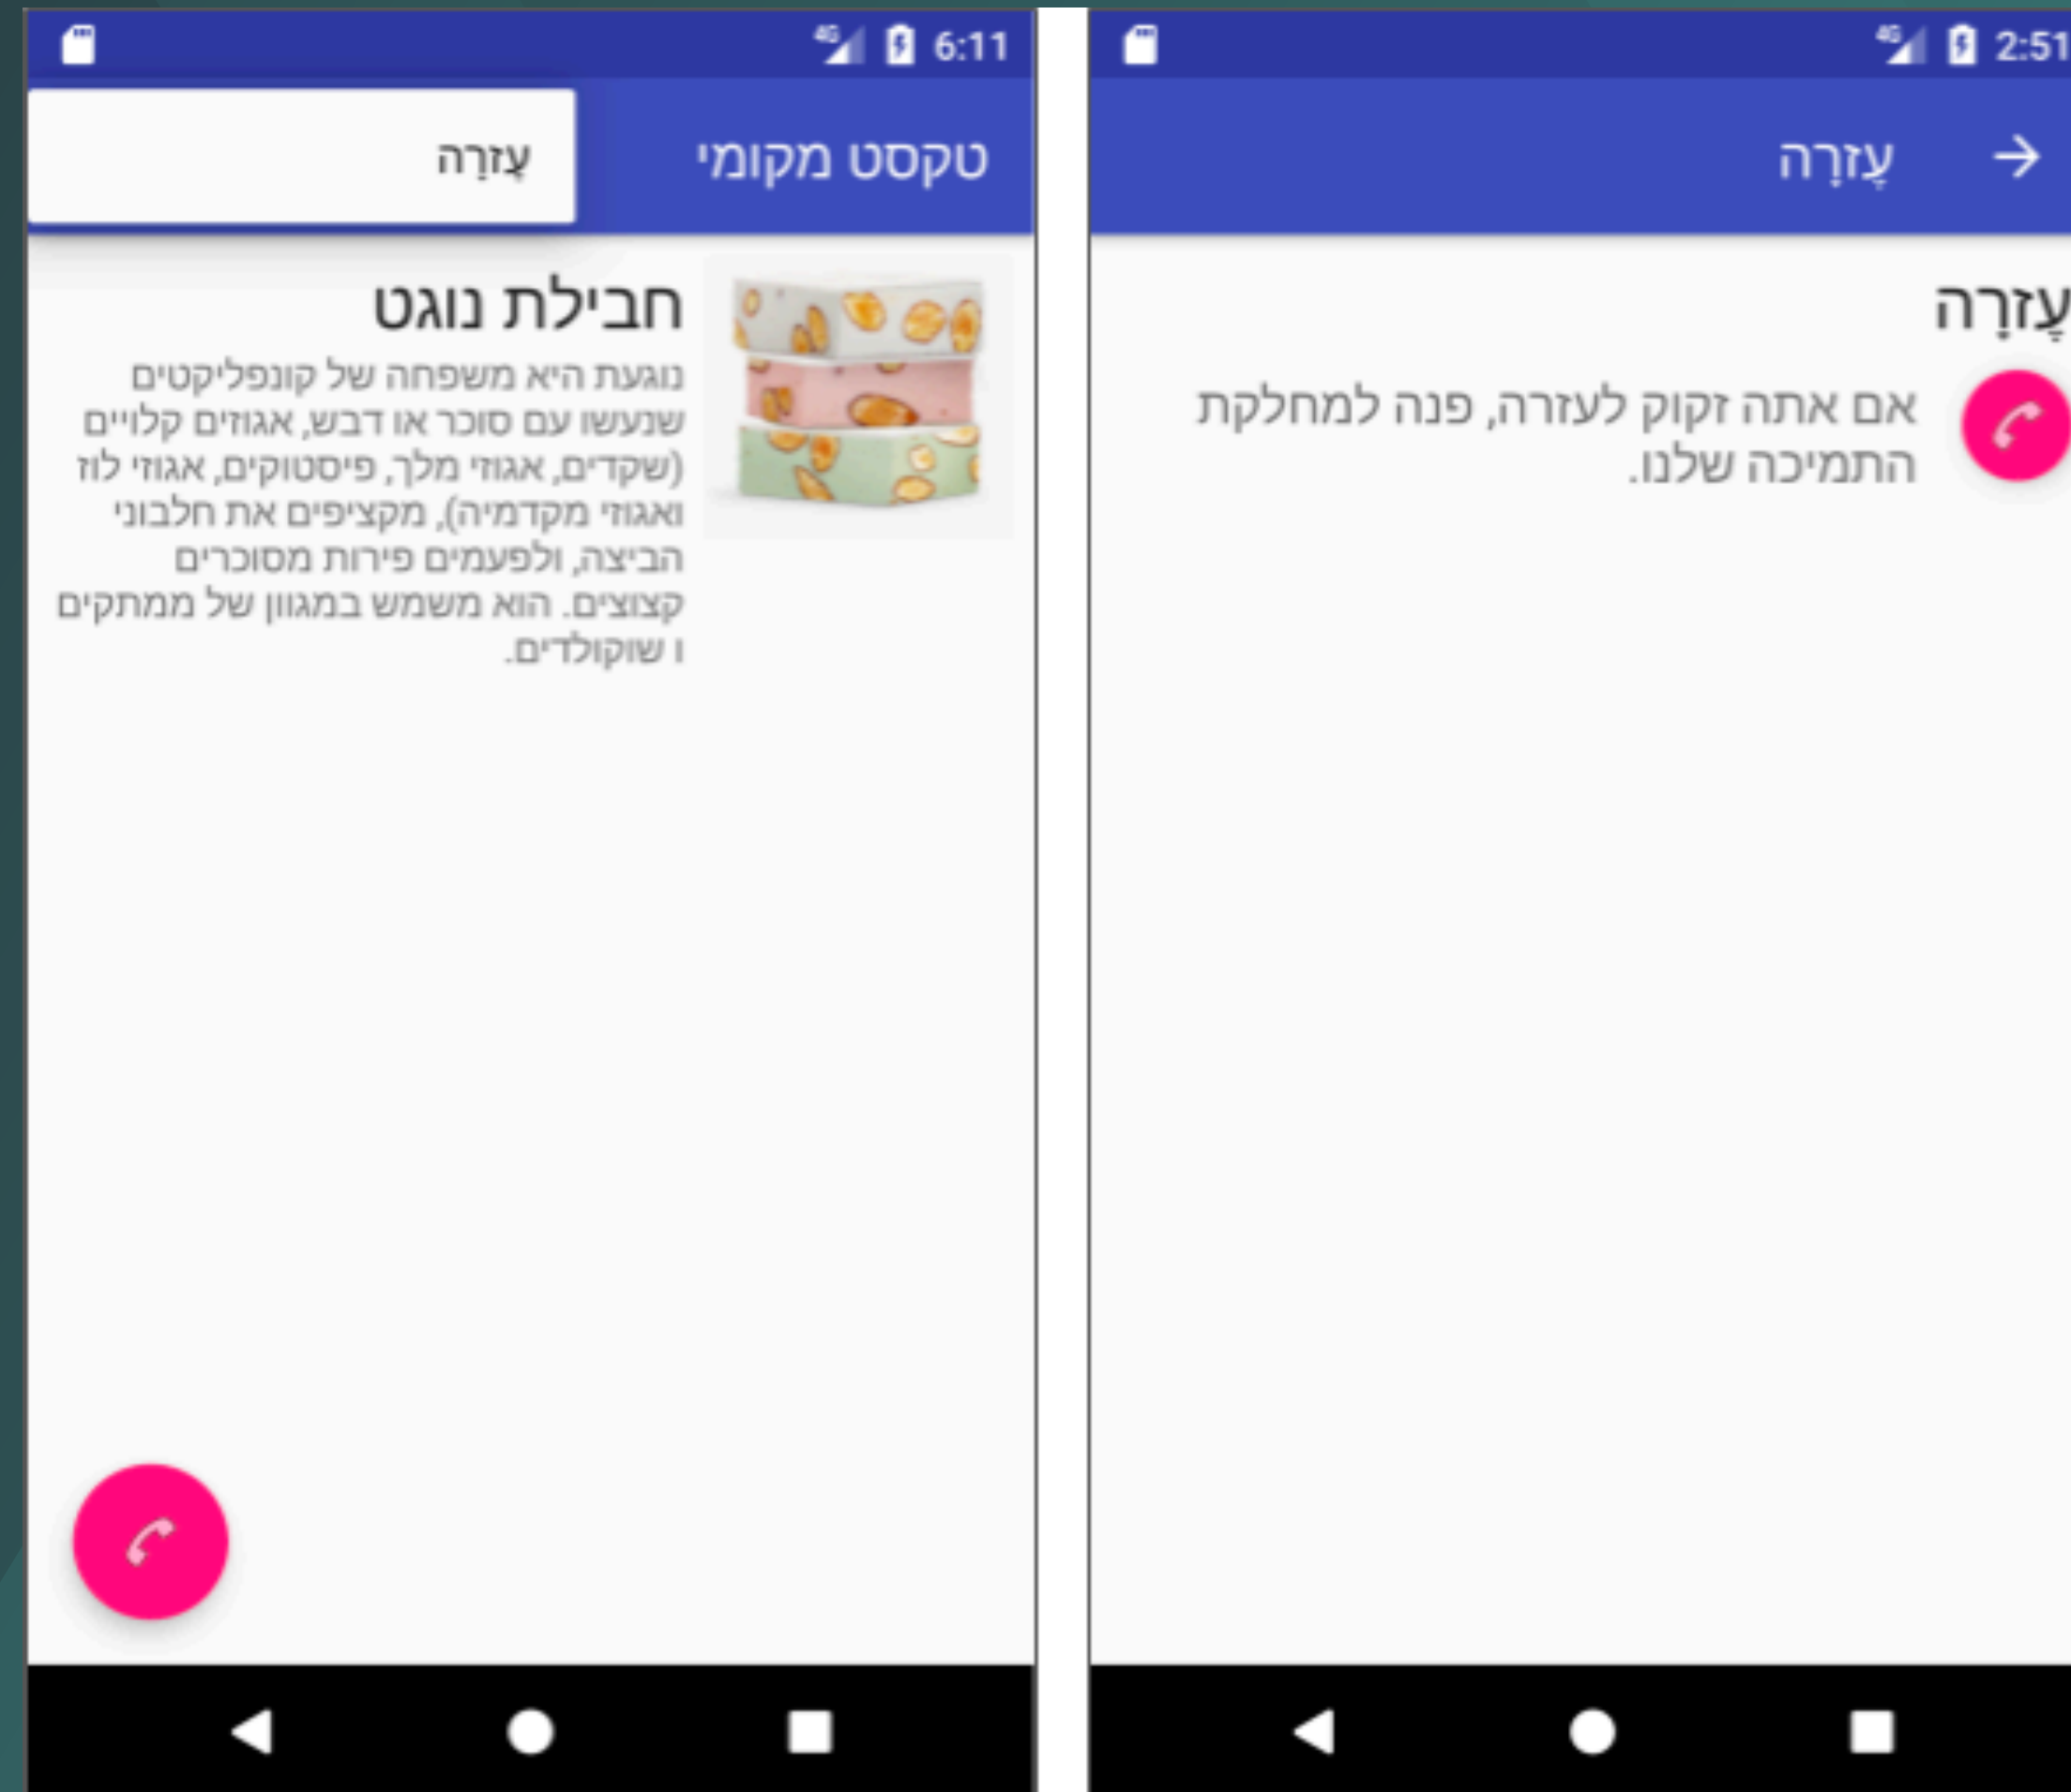 4G 6:11
טקסט מקומי
עֶזרָה
חבילת נוגט
נוגעת היא משפחה של קונפליקטים
שנעשו עם סוכר או דבש, אגוזים קלויים
(שקדים, אגוזי מלך, פיסטוקים, אגוזי לוז
ואגוזי מקדמיה), מקציפים את חלבוני
הביצה, ולפעמים פירות מסוכרים
קצוצים. הוא משמש במגוון של ממתקים
ו שוקולדים.
4G 2:51
עֶזרָה
עֶזרָה
אם אתה זקוק לעזרה, פנה למחלקת
התמיכה שלנו.